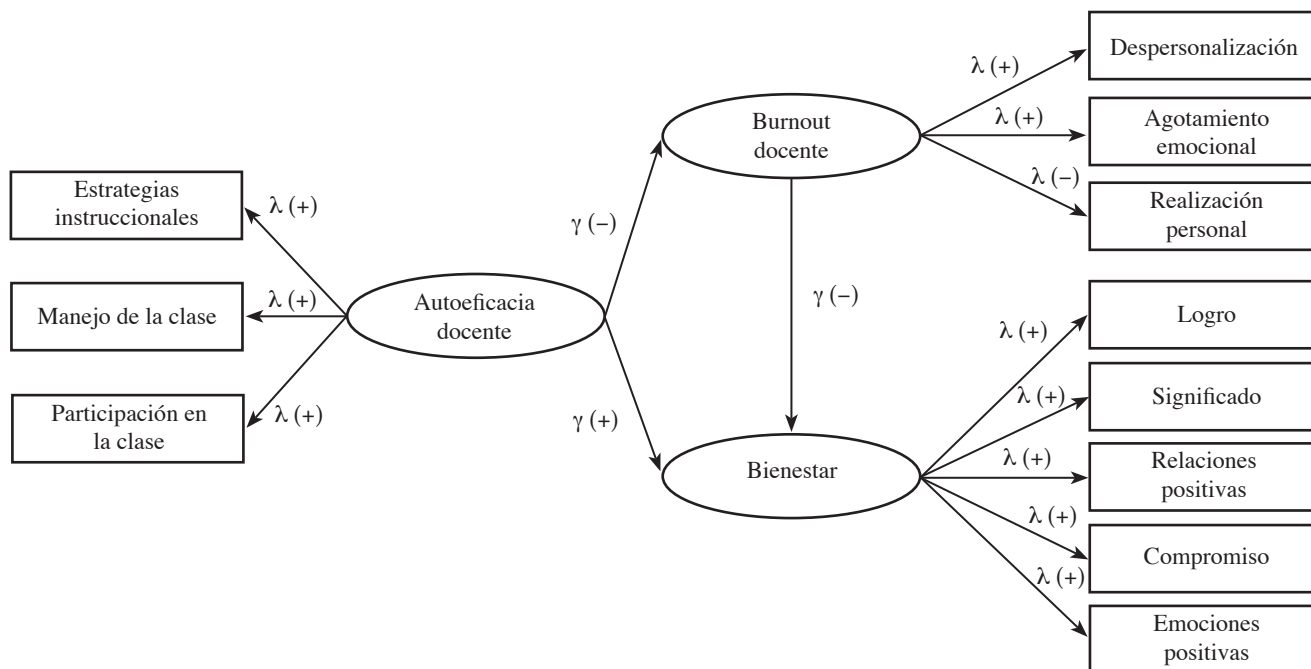 Estrategias
instruccionales
Manejo de la clase
Participación en
la clase
λ (+)
λ (+)
λ (+)
Autoeficacia
docente
γ (−)
γ (+)
Burnout
docente
γ (−)
Bienestar
λ (+)
λ (+)
λ (−)
Despersonalización
Agotamiento
emocional
Realización
personal
λ (+)
λ (+)
λ (+)
λ (+)
λ (+)
Logro
Significado
Relaciones
positivas
Compromiso
Emociones
positivas